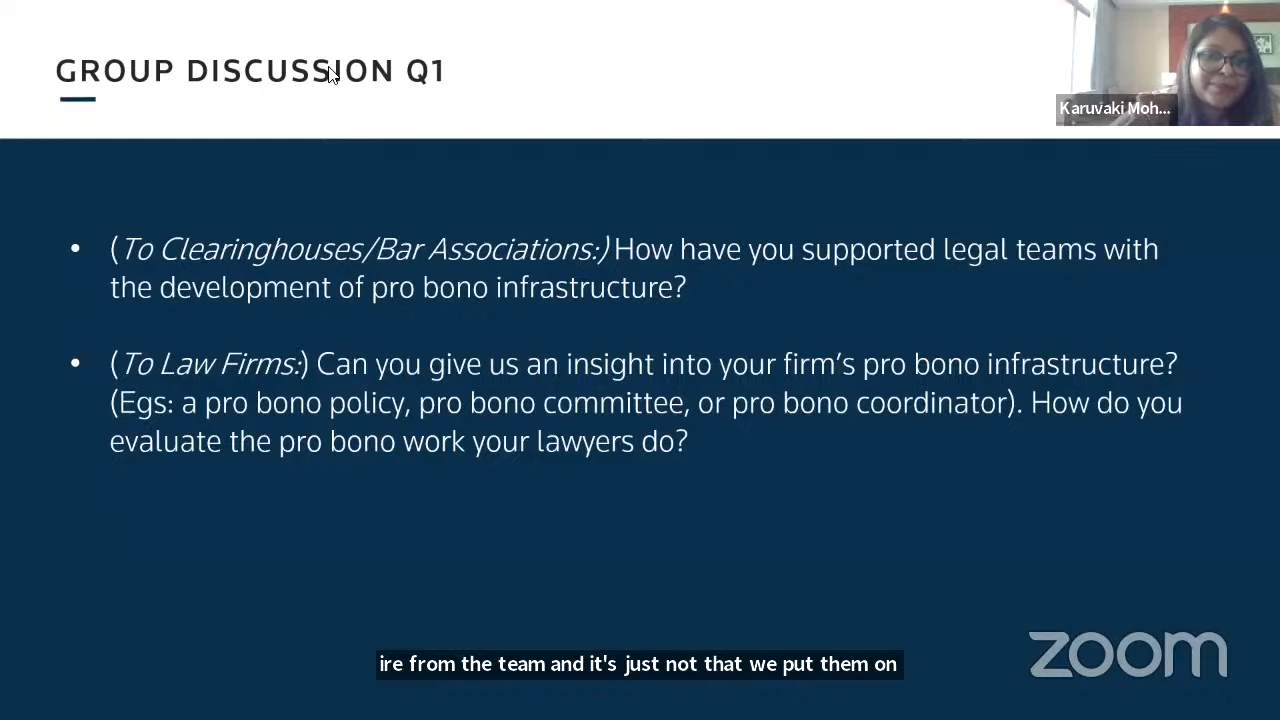 GROUP DISCUSSION Q1
Karuvaki Moh...
• (To Clearinghouses/Bar Associations:) How have you supported legal teams with
the development of pro bono infrastructure?
• (To Law Firms:) Can you give us an insight into your firm’s pro bono infrastructure?
(Egs: a pro bono policy, pro bono committee, or pro bono coordinator). How do you
evaluate the pro bono work your lawyers do?
ire from the team and it's just not that we put them on
zoom